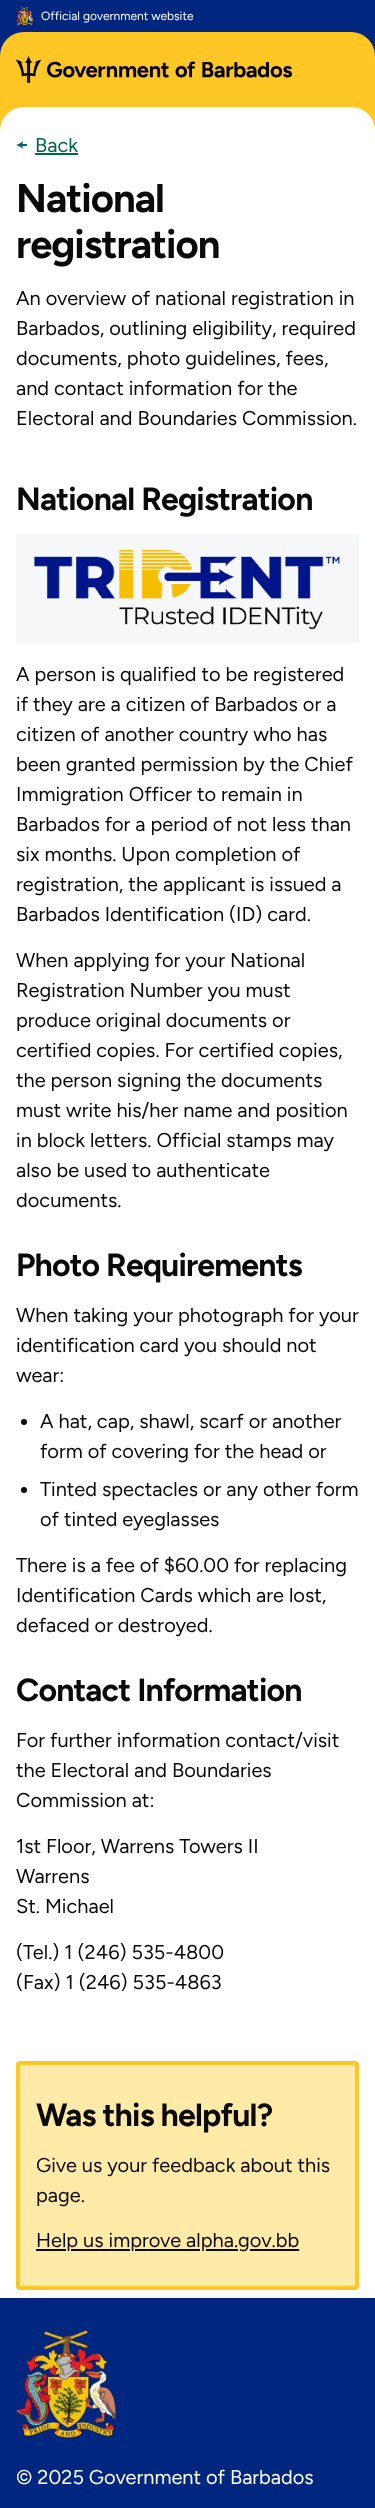 Official government website
Government of Barbados
Back
National
registration
An overview of national registration in
Barbados, outlining eligibility, required
documents, photo guidelines, fees,
and contact information for the
Electoral and Boundaries Commission.
National Registration
TRIDENT™
TRusted IDENTity
A person is qualified to be registered
if they are a citizen of Barbados or a
citizen of another country who has
been granted permission by the Chief
Immigration Officer to remain in
Barbados for a period of not less than
six months. Upon completion of
registration, the applicant is issued a
Barbados Identification (ID) card.
When applying for your National
Registration Number you must
produce original documents or
certified copies. For certified copies,
the person signing the documents
must write his/her name and position
in block letters. Official stamps may
also be used to authenticate
documents.
Photo Requirements
When taking your photograph for your
identification card you should not
wear:
• A hat, cap, shawl, scarf or another
form of covering for the head or
• Tinted spectacles or any other form
of tinted eyeglasses
There is a fee of $60.00 for replacing
Identification Cards which are lost,
defaced or destroyed.
Contact Information
For further information contact/visit
the Electoral and Boundaries
Commission at:
1st Floor, Warrens Towers II
Warrens
St. Michael
(Tel.) 1 (246) 535-4800
(Fax) 1 (246) 535-4863
Was this helpful?
Give us your feedback about this
page.
Help us improve alpha.gov.bb
PRIDE AND INDUSTRY
© 2025 Government of Barbados